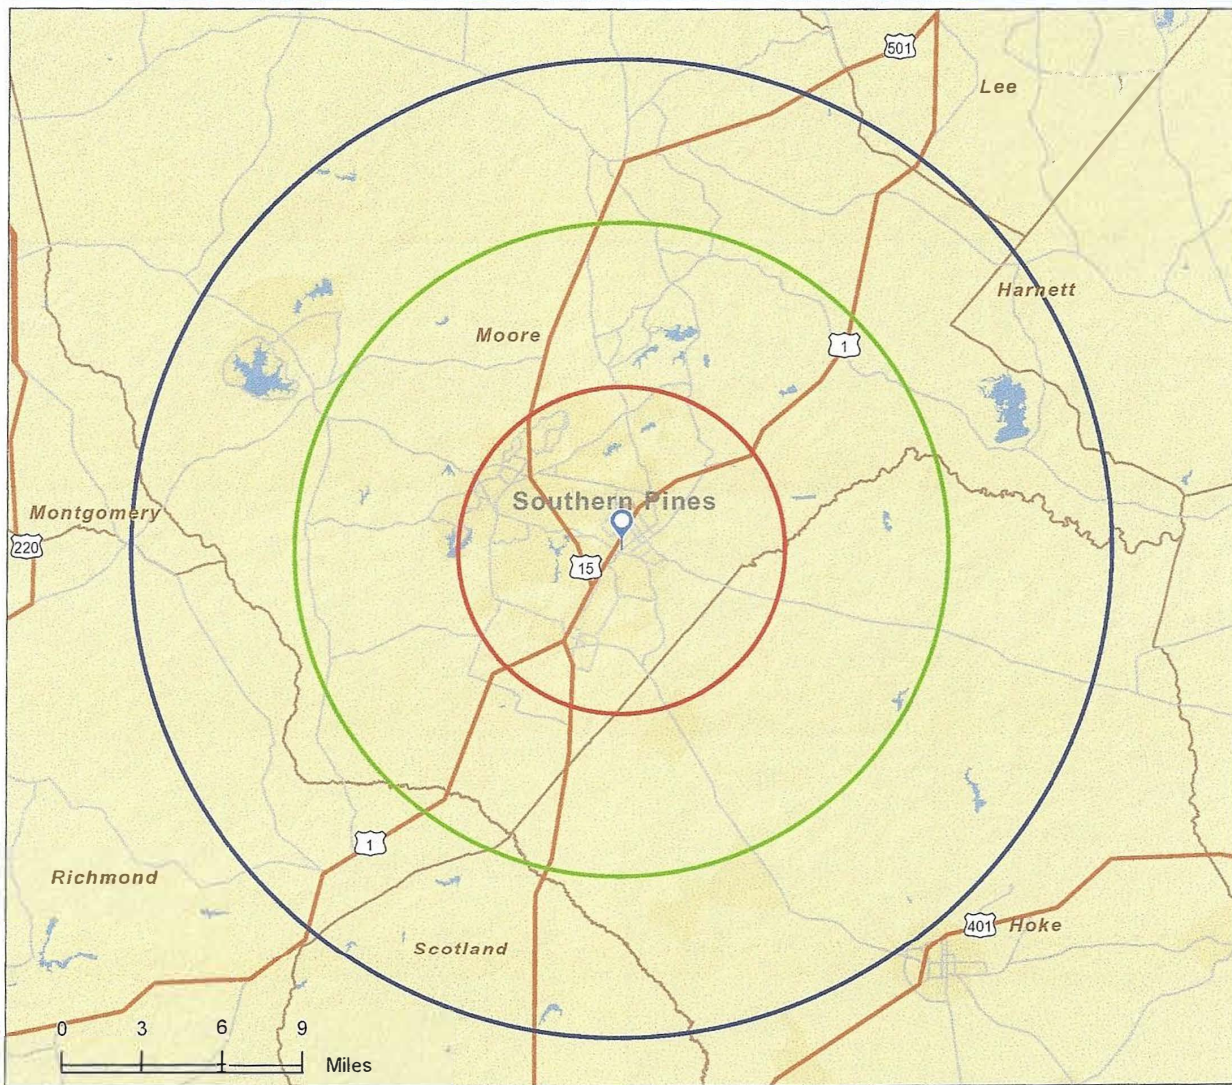 501
Lee
Harnett
Moore
1
Southern Pines
Montgomery
220
15
1
Richmond
401
Hoke
Scotland
0 3 6 9
Miles